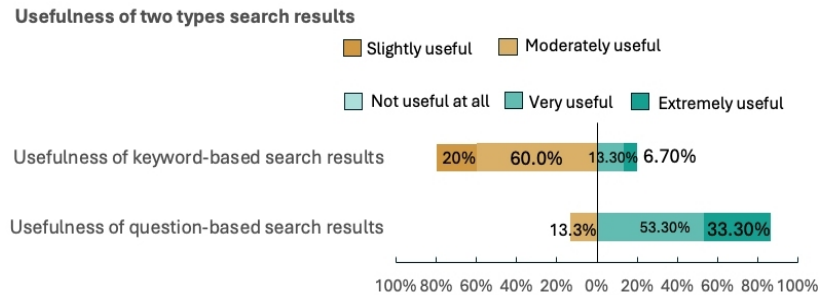 Usefulness of two types search results
Slightly useful Moderately useful
Not useful at all Very useful Extremely useful
Usefulness of keyword-based search results 20% 60.0% 13.30% 6.70%
Usefulness of question-based search results 13.3% 53.30% 33.30%
100% 80% 60% 40% 20% 0% 20% 40% 60% 80% 100%